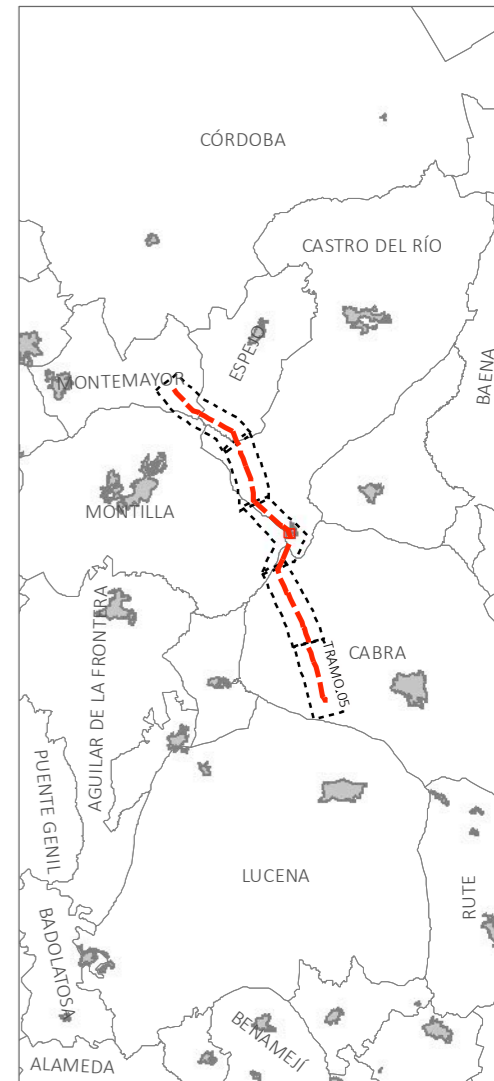 CÓRDOBA
CASTRO DEL RÍO
ESPEJO
BAENA
MONTEMAYOR
MONTILLA
AGUILAR DE LA FRONTERA
CABRA
TRAMO.05
PUENTE GENIL
LUCENA
RUTE
BADOLATOSA
BENAMEJÍ
ALAMEDA